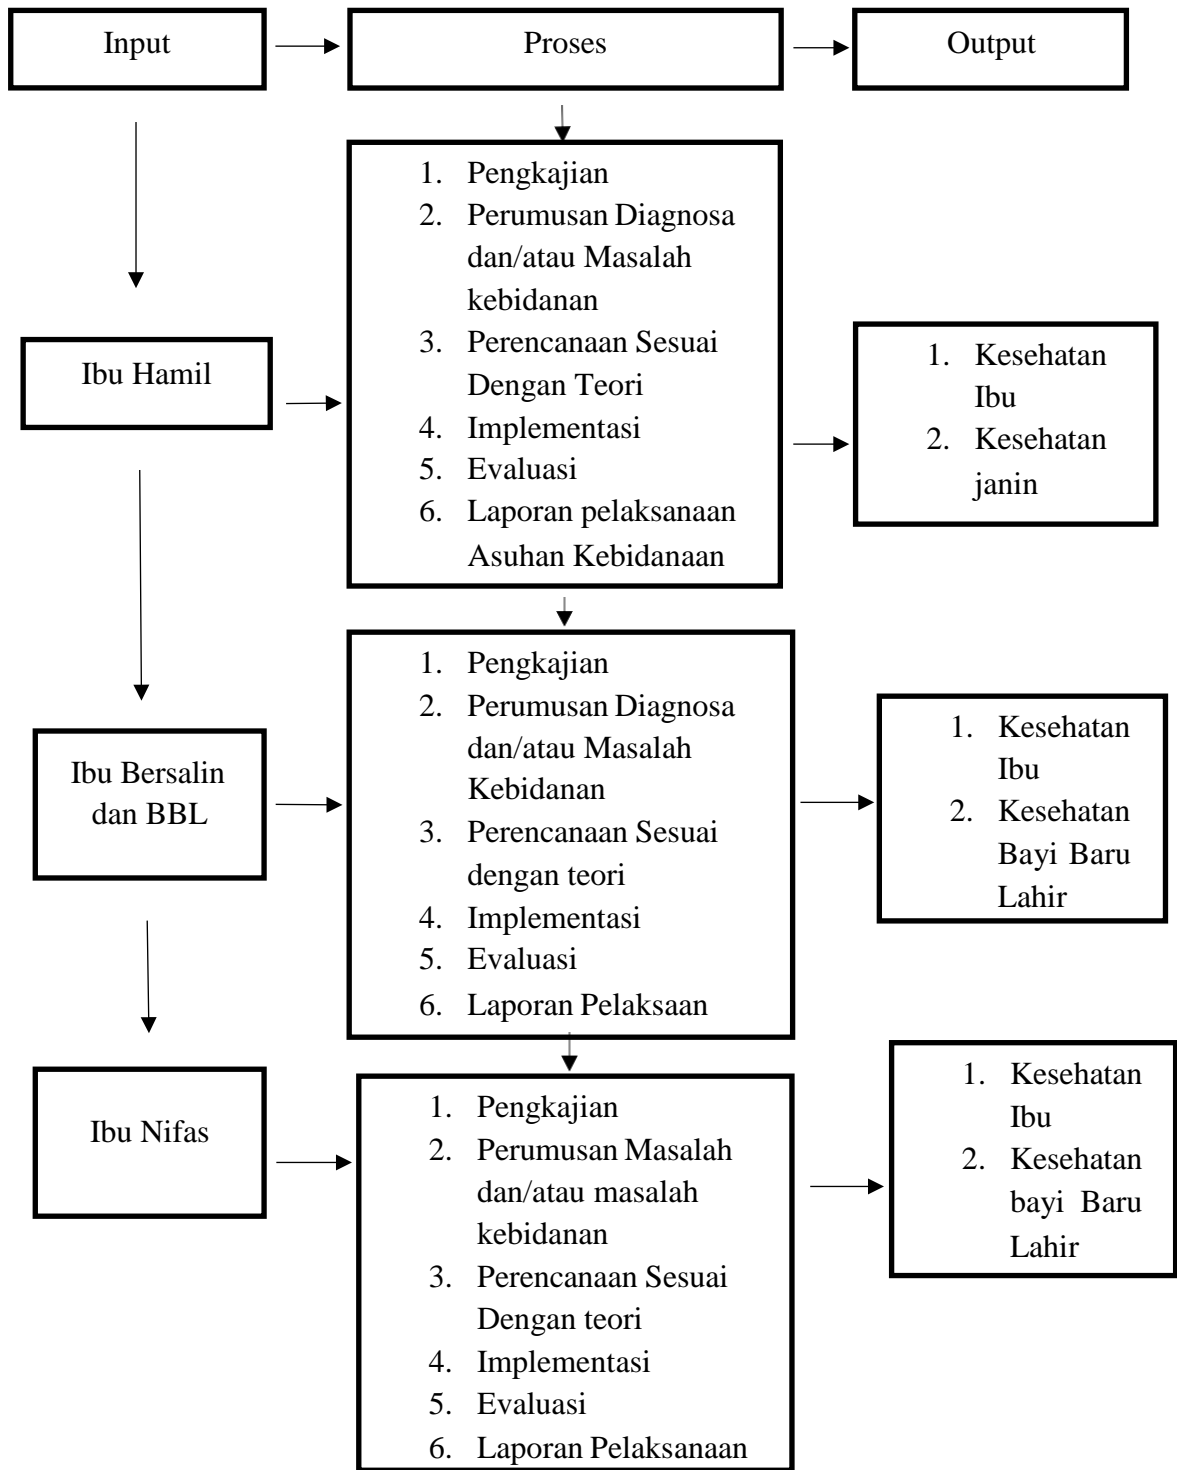 Input
Proses
Output
1. Pengkajian
2. Perumusan Diagnosa
dan/atau Masalah
kebidanan
3. Perencanaan Sesuai
Dengan Teori
4. Implementasi
5. Evaluasi
6. Laporan pelaksanaan
Asuhan Kebidanaan
Ibu Hamil
1. Kesehatan
Ibu
2. Kesehatan
janin
Ibu Bersalin
dan BBL
1. Pengkajian
2. Perumusan Diagnosa
dan/atau Masalah
Kebidanan
3. Perencanaan Sesuai
dengan teori
4. Implementasi
5. Evaluasi
6. Laporan Pelaksaan
1. Kesehatan
Ibu
2. Kesehatan
Bayi Baru
Lahir
Ibu Nifas
1. Pengkajian
2. Perumusan Masalah
dan/atau masalah
kebidanan
3. Perencanaan Sesuai
Dengan teori
4. Implementasi
5. Evaluasi
6. Laporan Pelaksanaan
1. Kesehatan
Ibu
2. Kesehatan
bayi Baru
Lahir